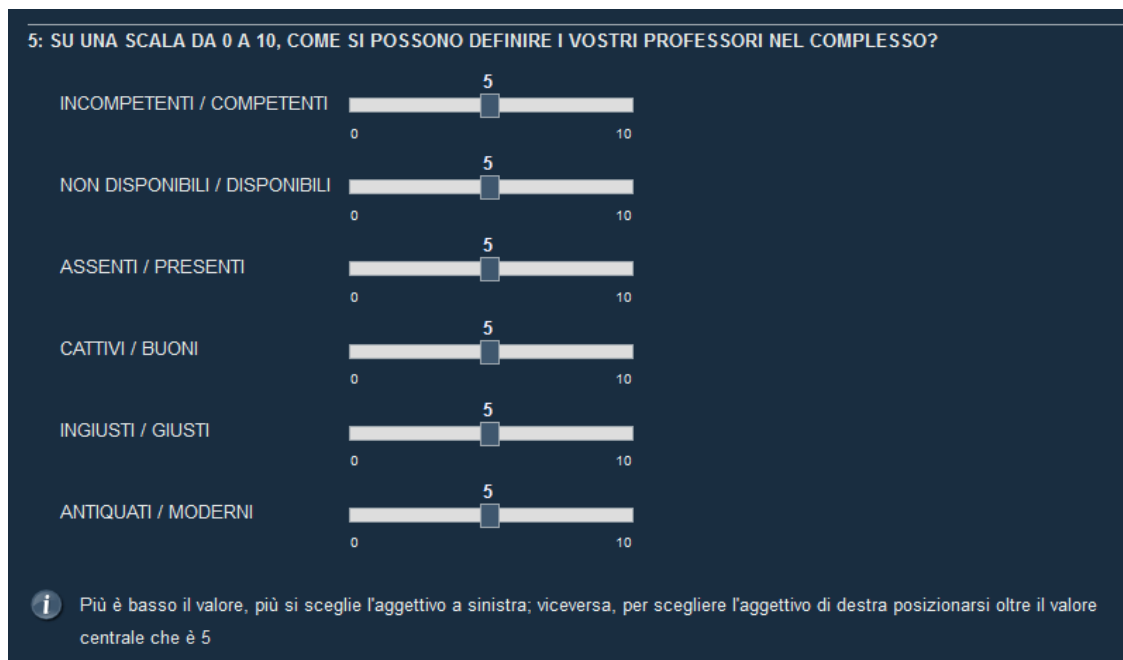 5: SU UNA SCALA DA 0 A 10, COME SI POSSONO DEFINIRE I VOSTRI PROFESSORI NEL COMPLESSO?
5
INCOMPETENTI / COMPETENTI
0 10
5
NON DISPONIBILI / DISPONIBILI
0 10
5
ASSENTI / PRESENTI
0 10
5
CATTIVI / BUONI
0 10
5
INGIUSTI / GIUSTI
0 10
5
ANTIQUATI / MODERNI
0 10
i Più è basso il valore, più si sceglie l'aggettivo a sinistra; viceversa, per scegliere l'aggettivo di destra posizionarsi oltre il valore
centrale che è 5